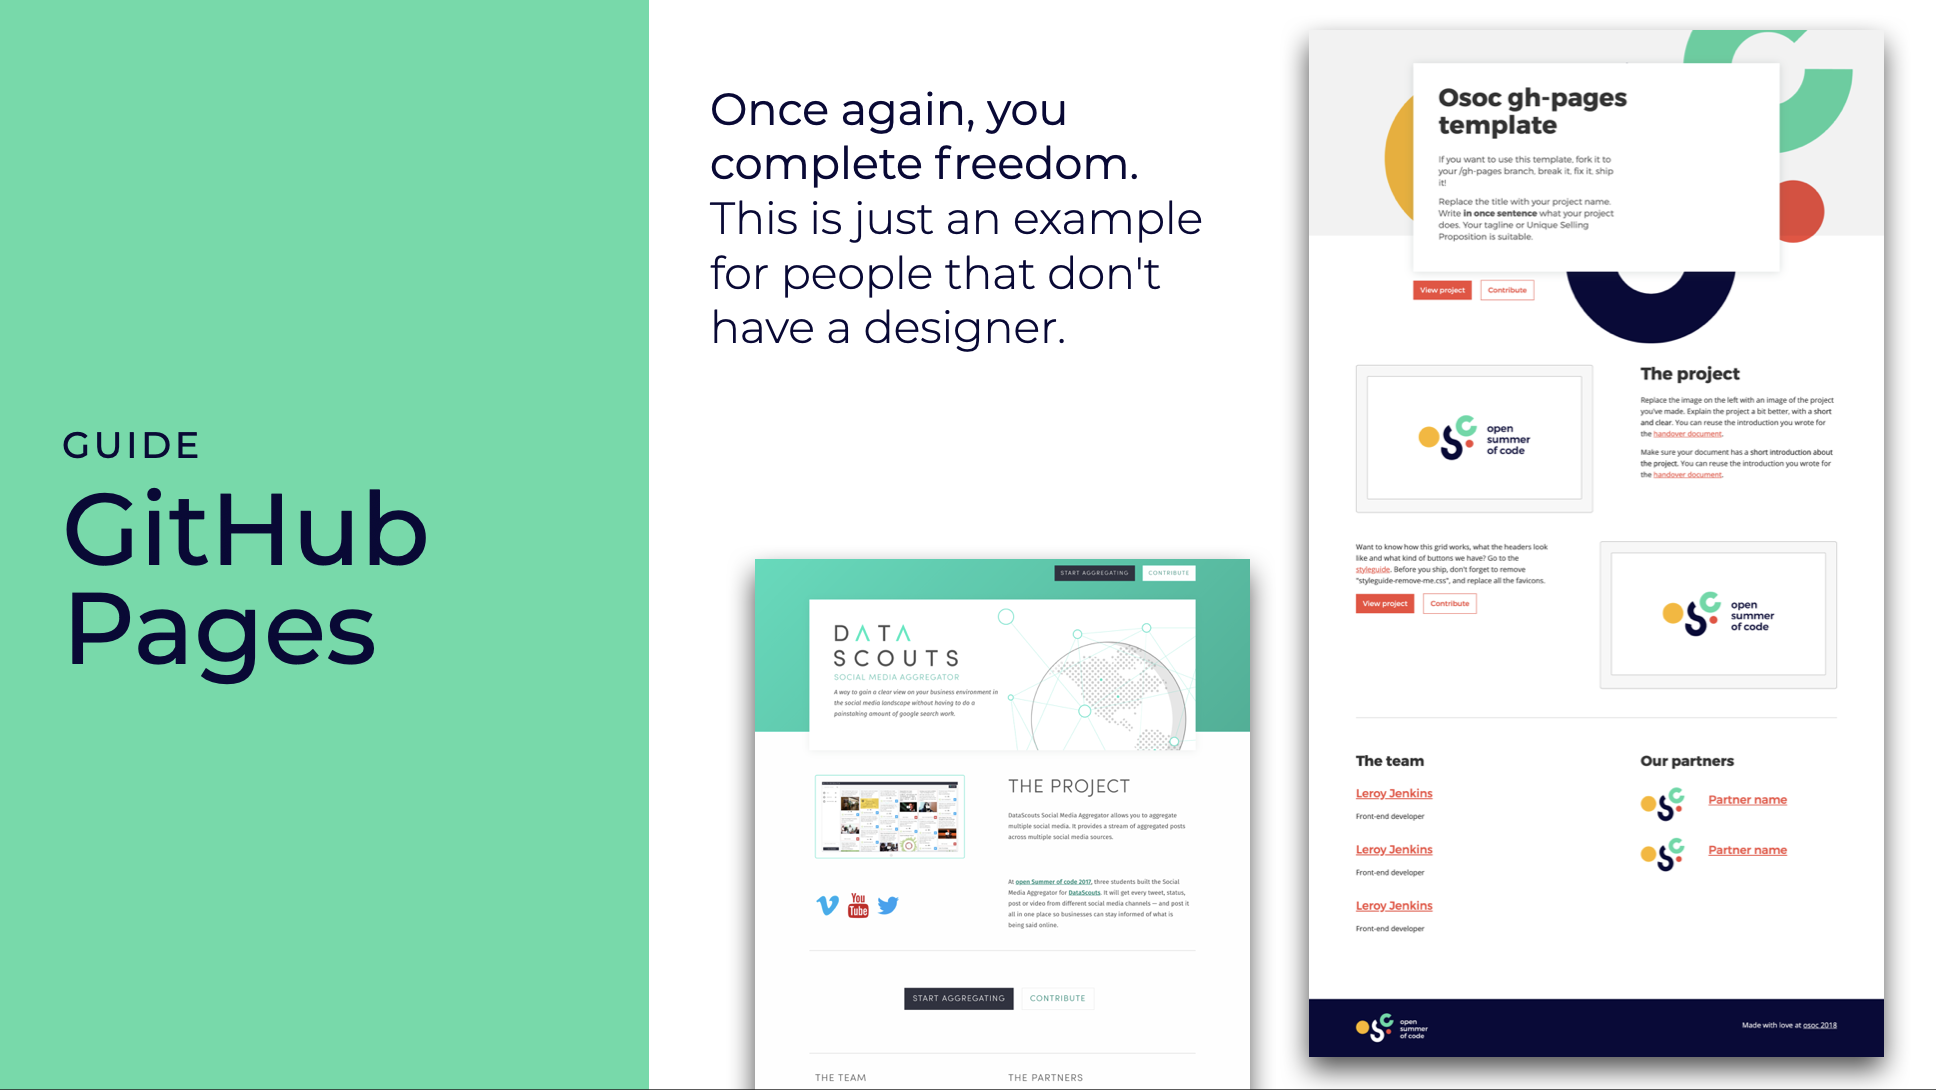 GUIDE
GitHub
Pages
Once again, you
complete freedom.
This is just an example
for people that don't
have a designer.
START AGGREGATING
CONTRIBUTE
DATA
SCOUTS
SOCIAL MEDIA AGGREGATOR
A way to gain a clear view on your business environment in
the social media landscape without having to do a
painstaking amount of google search work.
THE PROJECT
DataScouts Social Media Aggregator allows you to aggregate
multiple social media. It provides a stream of aggregated posts
across multiple social media sources.
You
Tube
At open Summer of code 2017, three students built the Social
Media Aggregator for DataScouts. It will get every tweet, status,
post or video from different social media channels — and post it
all in one place so businesses can stay informed of what is
being said online.
START AGGREGATING
CONTRIBUTE
THE TEAM
THE PARTNERS
Osoc gh-pages
template
If you want to use this template, fork it to
your /gh-pages branch, break it, fix it, ship
it!
Replace the title with your project name.
Write in once sentence what your project
does. Your tagline or Unique Selling
Proposition is suitable.
View project
Contribute
open
summer
of code
The project
Replace the image on the left with an image of the project
you've made. Explain the project a bit better, with a short
and clear. You can reuse the introduction you wrote for
the handover document.
Make sure your document has a short introduction about
the project. You can reuse the introduction you wrote for
the handover document.
Want to know how this grid works, what the headers look
like and what kind of buttons we have? Go to the
styleguide. Before you ship, don't forget to remove
"styleguide-remove-me.css", and replace all the favicons.
View project
Contribute
open
summer
of code
The team
Leroy Jenkins
Front-end developer
Leroy Jenkins
Front-end developer
Leroy Jenkins
Front-end developer
Our partners
Partner name
Partner name
open
summer
of code
Made with love at osoc 2018